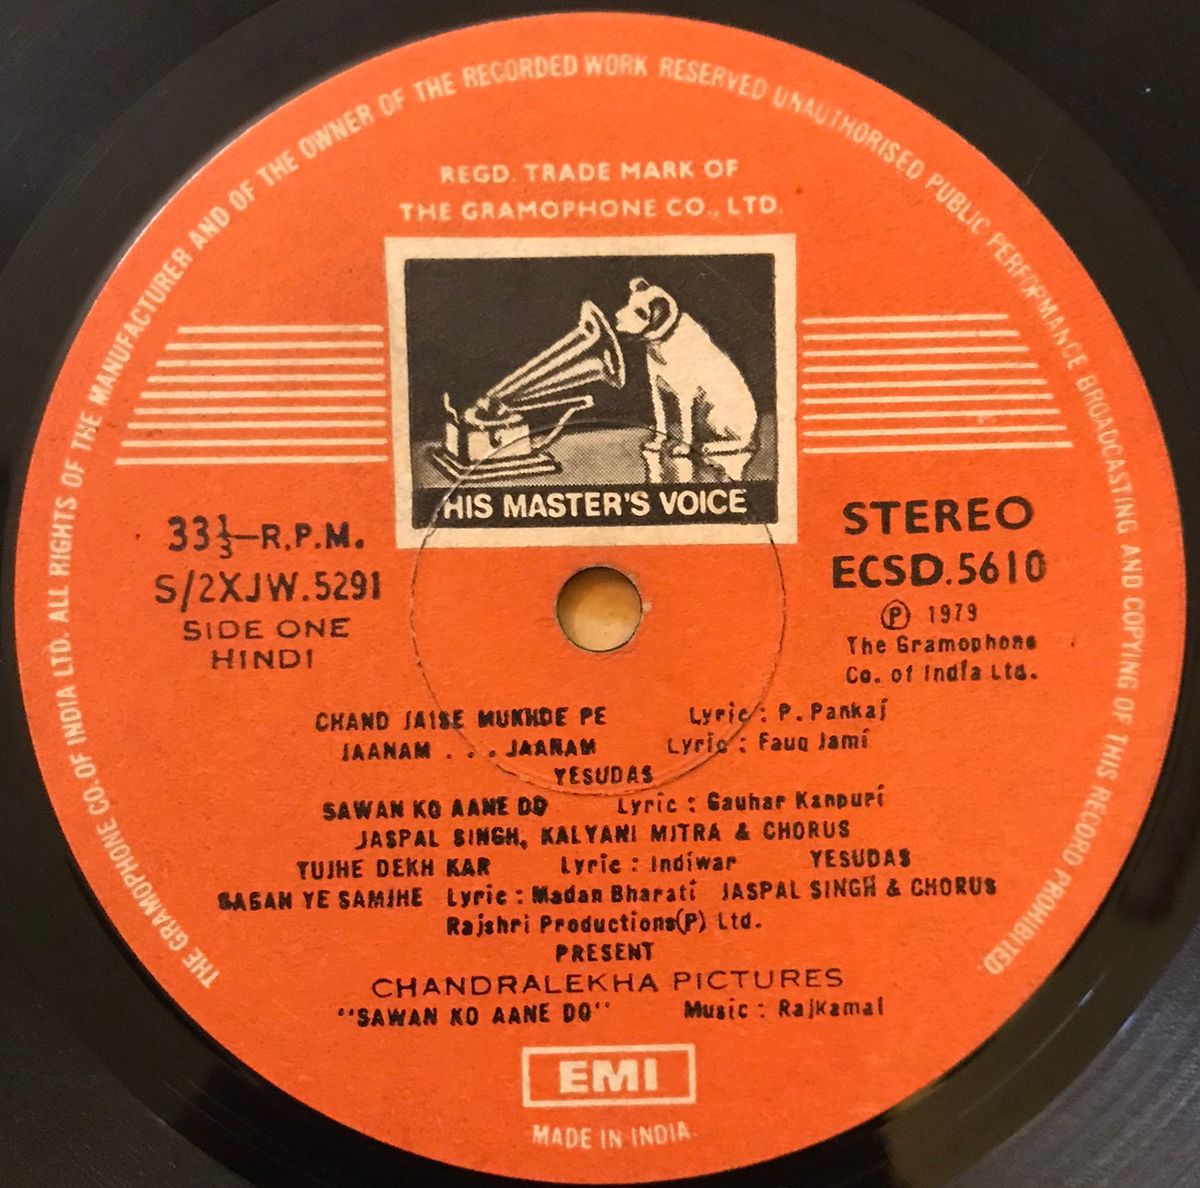 THE GRAMOPHONE CO. OF INDIA LTD. ALL RIGHTS OF THE MANUFACTURER AND OF THE OWNER OF THE RECORDED WORK RESERVED UNAUTHORISED PUBLIC PERFORMANCE BROADCASTING AND COPYING OF THIS RECORD PROHIBITED.
REGD. TRADE MARK OF
THE GRAMOPHONE CO., LTD.
HIS MASTER'S VOICE
33⅓-R.P.M.
S/2XJW.5291
SIDE ONE
HINDI
STEREO
ECSD.5610
Ⓟ 1979
The Gramophone
Co. of India Ltd.
CHAND JAISE MUKHDE PE Lyric : P. Pankaj
JAANAM . . . JAANAM Lyric : Fauq Jami
YESUDAS
SAWAN KO AANE DO Lyric : Gauhar Kanpuri
JASPAL SINGH, KALYANI MITRA & CHORUS
TUJHE DEKH KAR Lyric : Indiwar YESUDAS
GAGAN YE SAMJHE Lyric : Madan Bharati JASPAL SINGH & CHORUS
Rajshri Productions(P) Ltd.
PRESENT
CHANDRALEKHA PICTURES
"SAWAN KO AANE DO" Music : Rajkamal
EMI
MADE IN INDIA